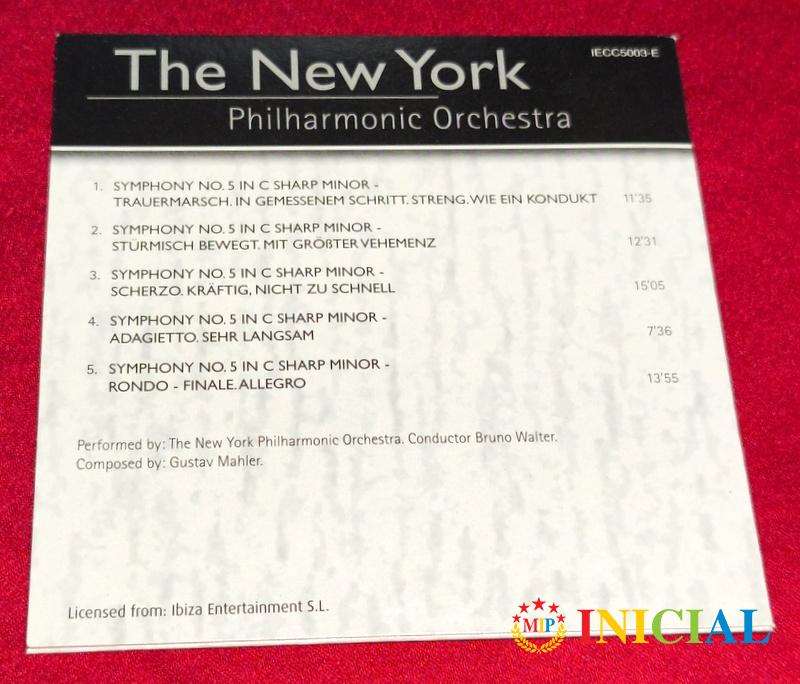 The New York
IECC5003-E
Philharmonic Orchestra
1. SYMPHONY NO. 5 IN C SHARP MINOR -
TRAUERMARSCH. IN GEMESSENEM SCHRITT. STRENG. WIE EIN KONDUKT 11'35
2. SYMPHONY NO. 5 IN C SHARP MINOR -
STÜRMISCH BEWEGT. MIT GRÖßTER VEHEMENZ 12'31
3. SYMPHONY NO. 5 IN C SHARP MINOR -
SCHERZO. KRÄFTIG, NICHT ZU SCHNELL 15'05
4. SYMPHONY NO. 5 IN C SHARP MINOR -
ADAGIETTO. SEHR LANGSAM 7'36
5. SYMPHONY NO. 5 IN C SHARP MINOR -
RONDO - FINALE. ALLEGRO 13'55
Performed by: The New York Philharmonic Orchestra. Conductor Bruno Walter.
Composed by: Gustav Mahler.
Licensed from: Ibiza Entertainment S.L.
MIP INICIAL